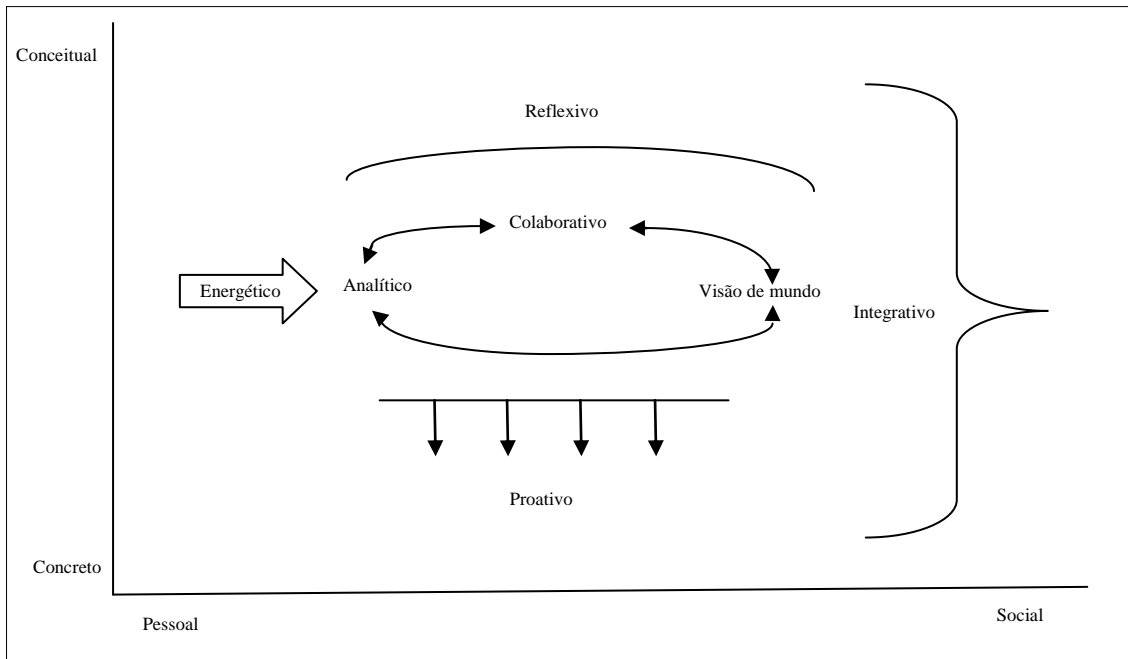 Conceitual
Reflexivo
Colaborativo
Energético
Analítico
Visão de mundo
Integrativo
Proativo
Concreto
Pessoal
Social